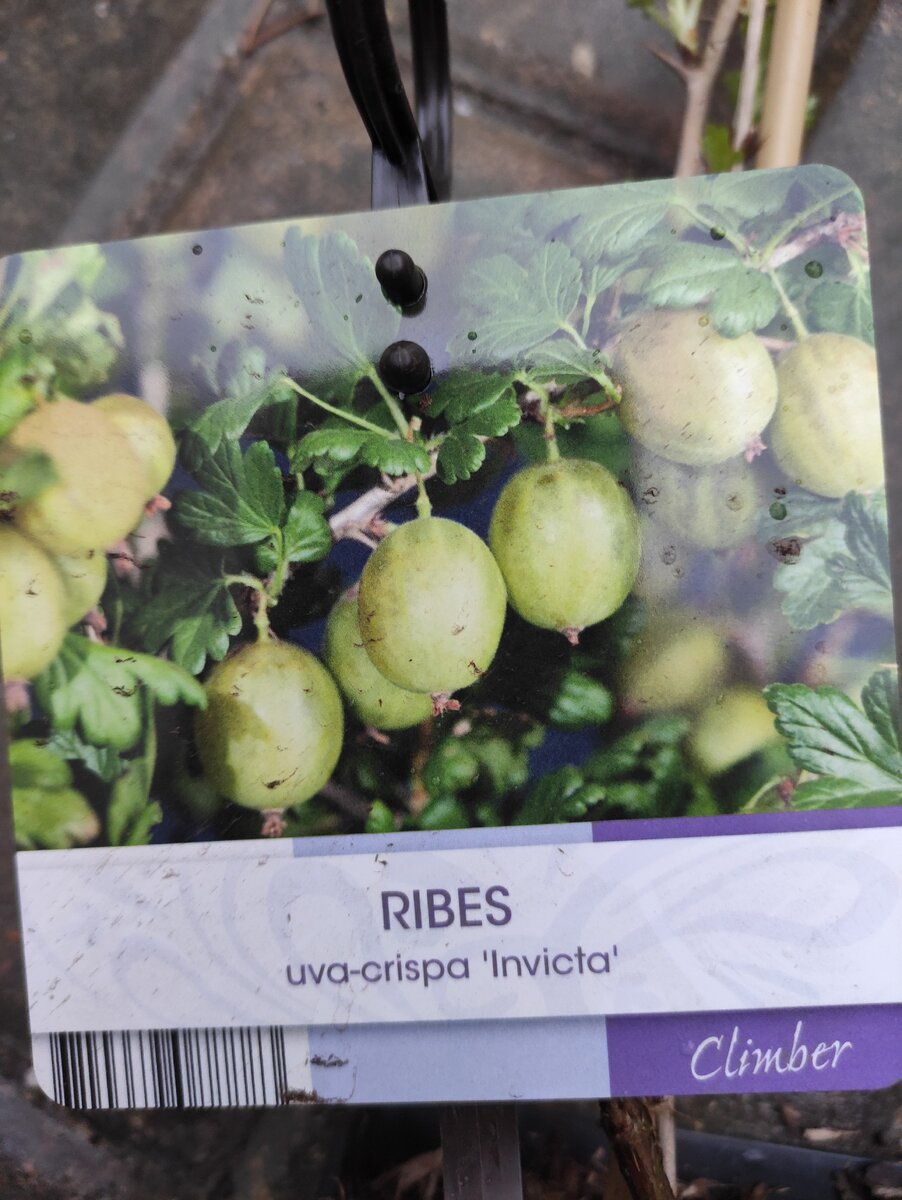 RIBES
uva-crispa 'Invicta'
Climber